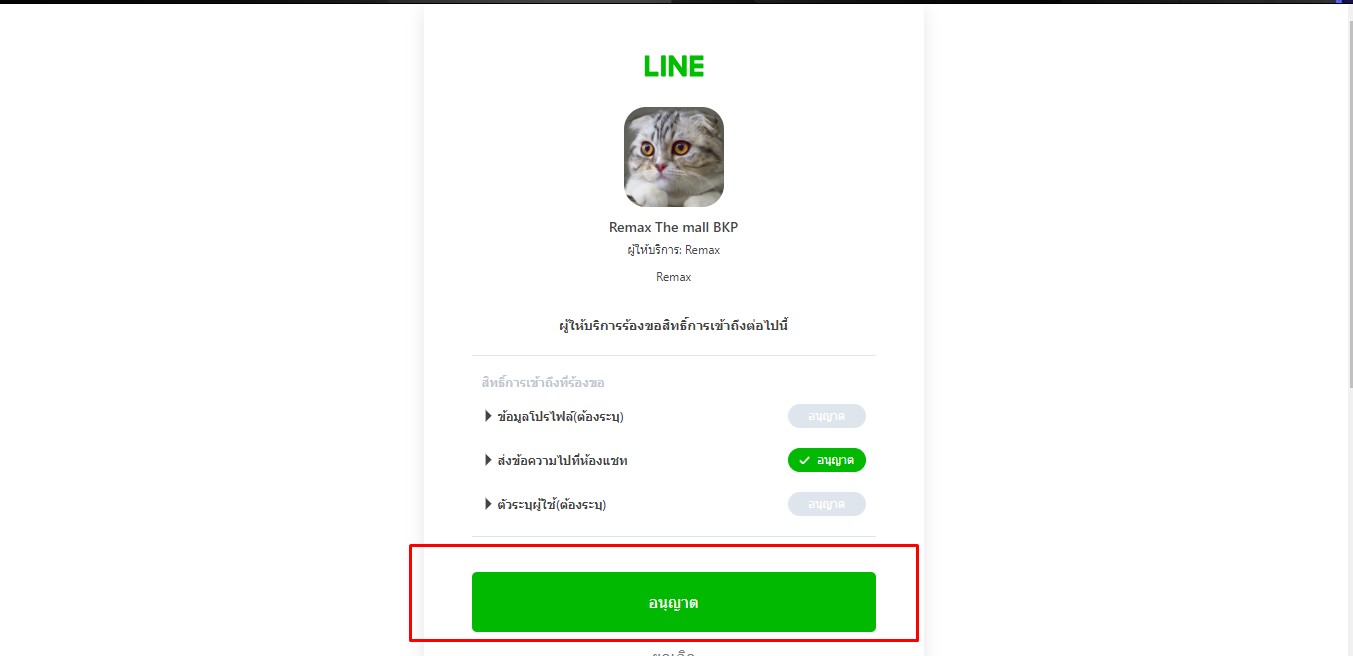 LINE
Remax The mall BKP
ผู้ให้บริการ: Remax
Remax
ผู้ให้บริการร้องขอสิทธิ์การเข้าถึงต่อไปนี้
สิทธิ์การเข้าถึงที่ร้องขอ
ข้อมูลโปรไฟล์(ต้องระบุ) อนุญาต
ส่งข้อความไปที่ห้องแชท อนุญาต
ตัวระบุผู้ใช้(ต้องระบุ) อนุญาต
อนุญาต